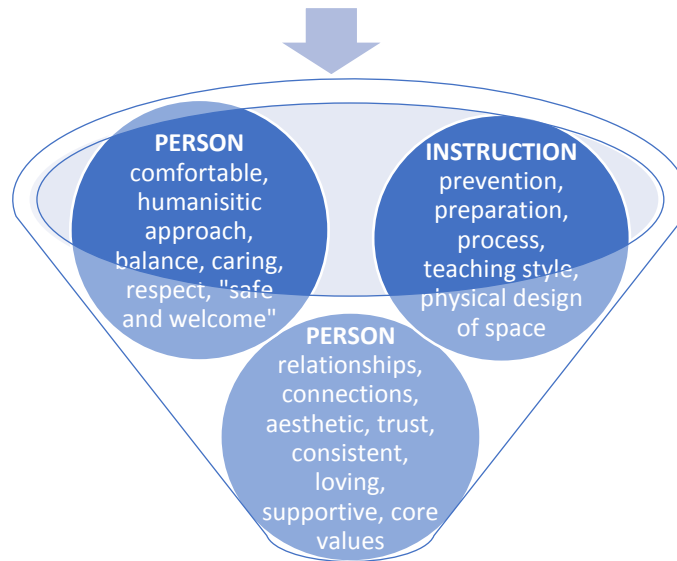 PERSON
comfortable,
humanisitic
approach,
balance, caring,
respect, "safe
and welcome"
INSTRUCTION
prevention,
preparation,
process,
teaching style,
physical design
of space
PERSON
relationships,
connections,
aesthetic, trust,
consistent,
loving,
supportive, core
values